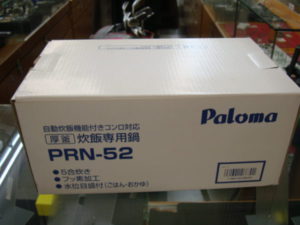 自動炊飯機能付きコンロ対応
厚釜 炊飯専用鍋
PRN-52
●5合炊き
●フッ素加工
●水位目盛付(ごはん・おかゆ)
Paloma